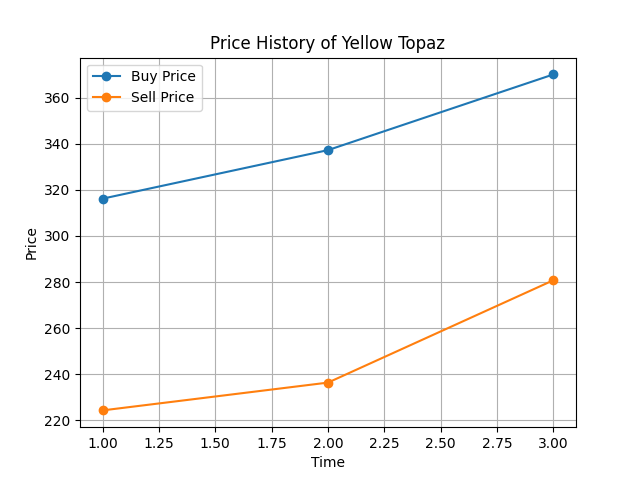 Price History of Yellow Topaz
Buy Price
Sell Price
360
340
320
300
280
260
240
220
Price
1.00 1.25 1.50 1.75 2.00 2.25 2.50 2.75 3.00
Time